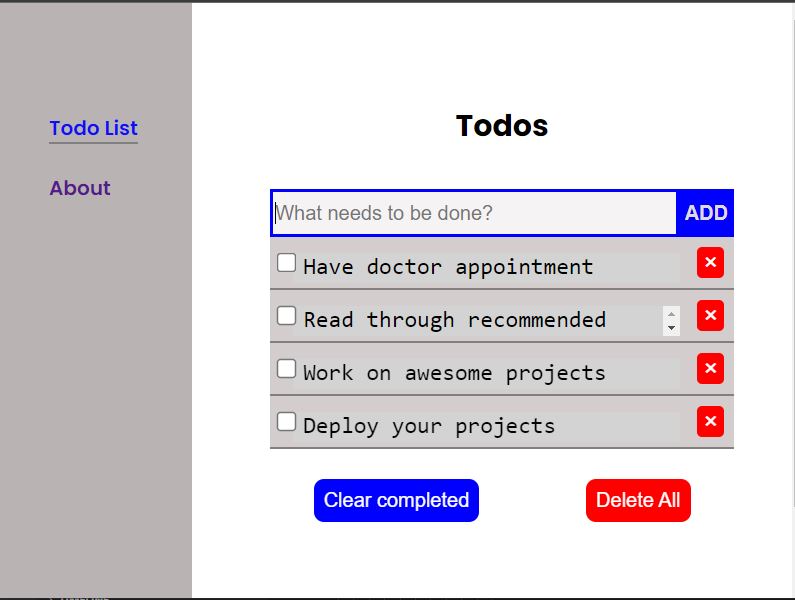 Todo List
About
Todos
What needs to be done?
ADD
Have doctor appointment
Read through recommended
Work on awesome projects
Deploy your projects
Clear completed
Delete All